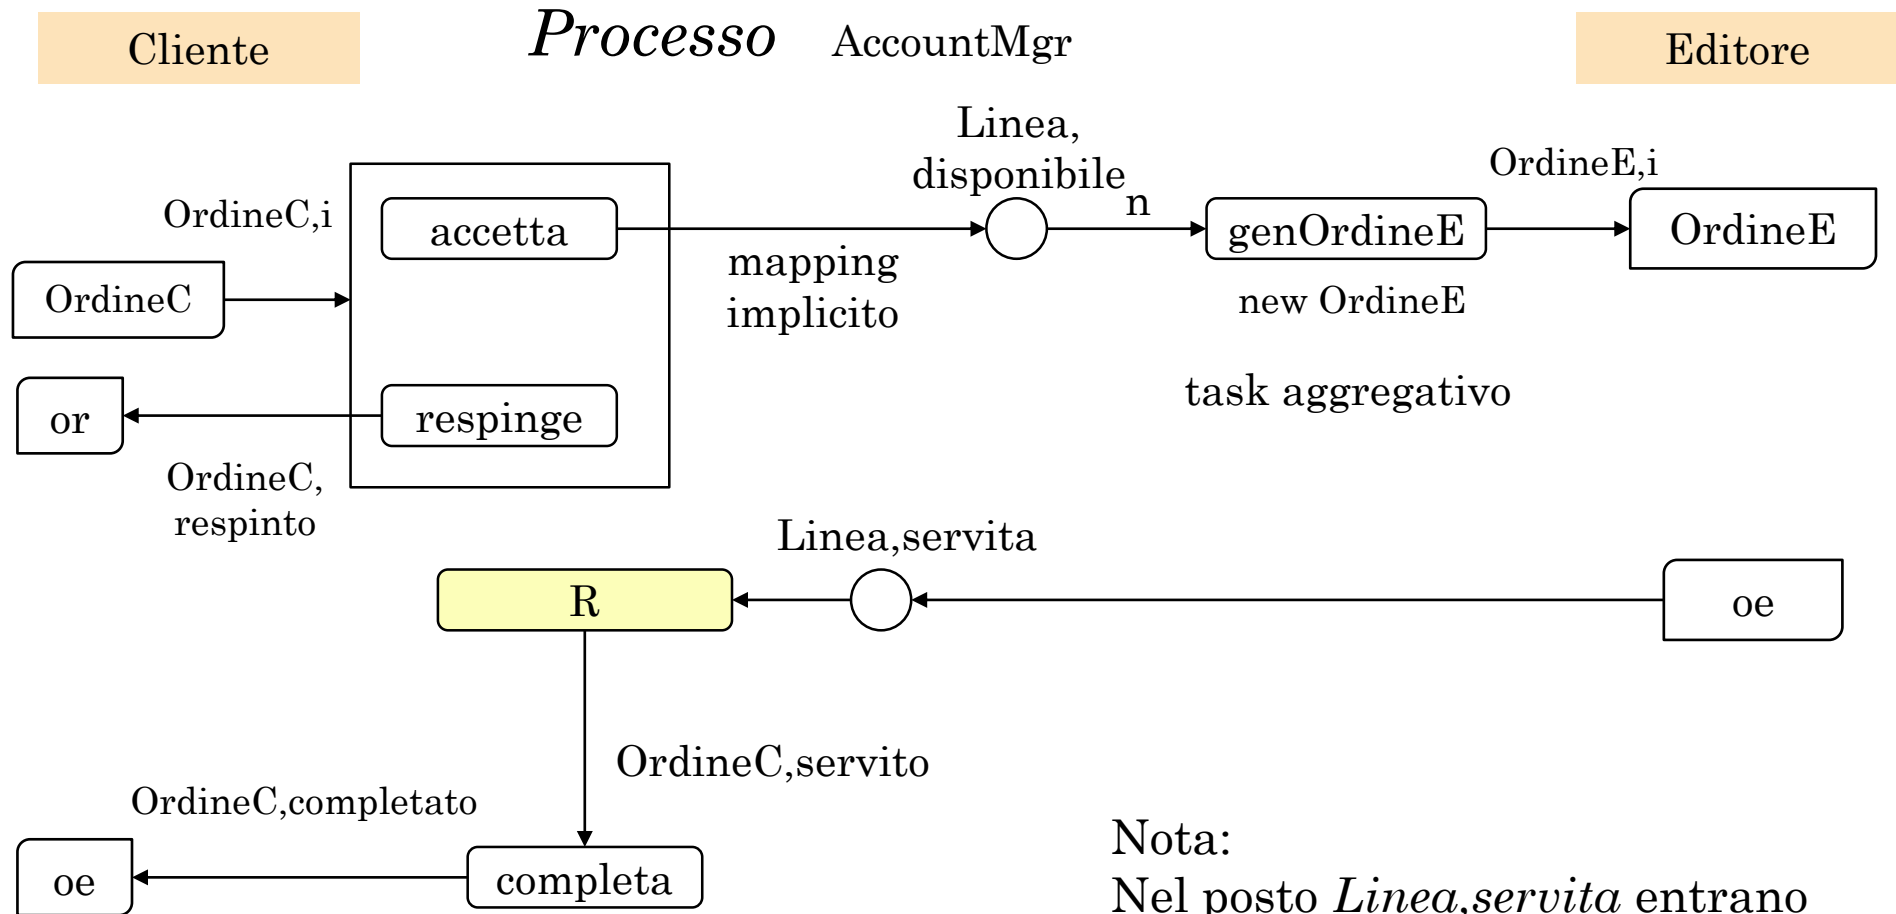 Cliente
Processo AccountMgr
Editore
Linea,
disponibile
n
OrdineE,i
OrdineC,i
accetta
genOrdineE
OrdineE
mapping
implicito
OrdineC
new OrdineE
task aggregativo
or
respinge
OrdineC,
respinto
Linea,servita
R
oe
OrdineC,servito
OrdineC,completato
oe
completa
Nota:
Nel posto Linea,servita entrano